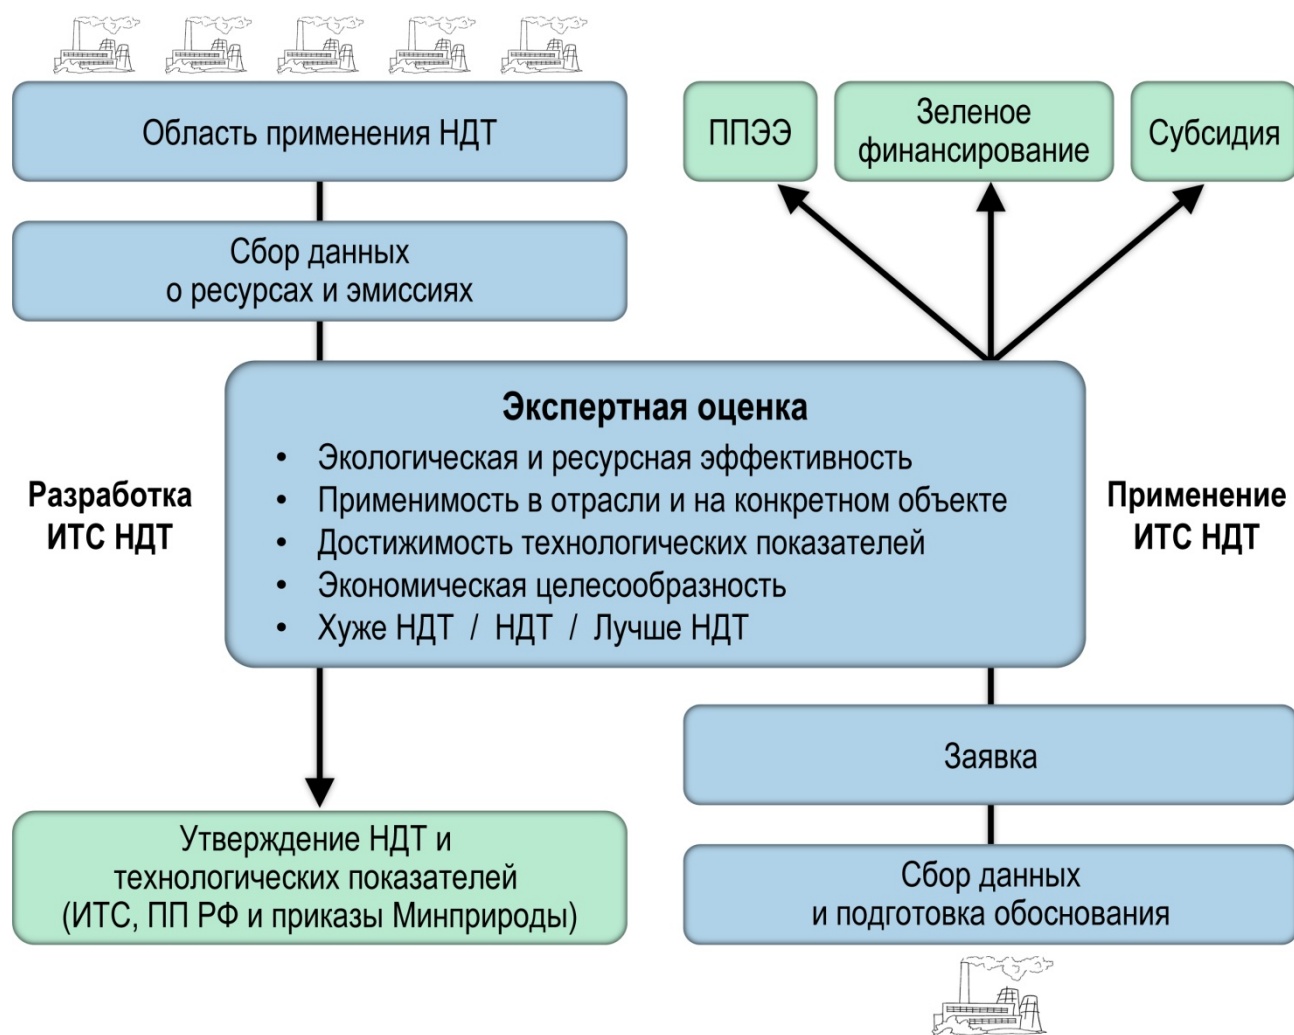 Область применения НДТ
Сбор данных
о ресурсах и эмиссиях
ППЭЭ
Зеленое
финансирование
Субсидия
Разработка
ИТС НДТ
Экспертная оценка
• Экологическая и ресурсная эффективность
• Применимость в отрасли и на конкретном объекте
• Достижимость технологических показателей
• Экономическая целесообразность
• Хуже НДТ / НДТ / Лучше НДТ
Применение
ИТС НДТ
Утверждение НДТ и
технологических показателей
(ИТС, ПП РФ и приказы Минприроды)
Заявка
Сбор данных
и подготовка обоснования